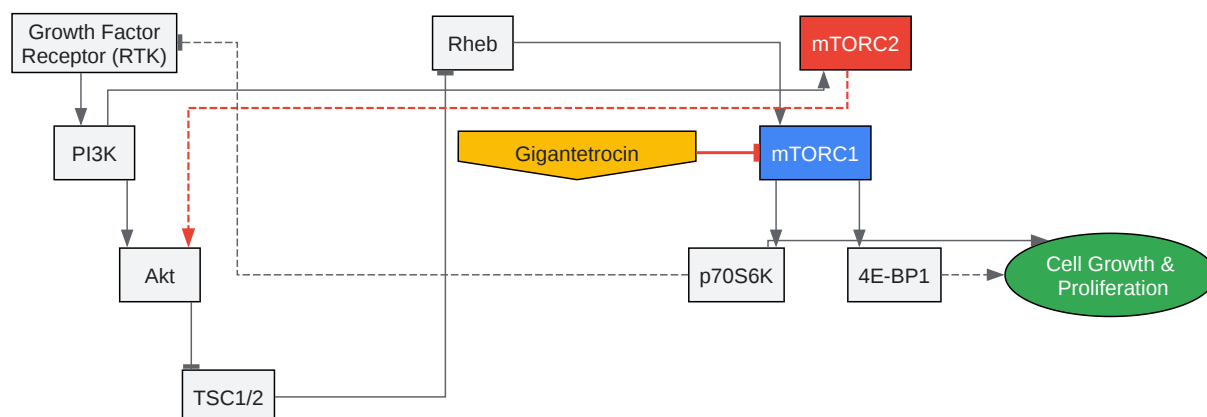 Growth Factor
Receptor (RTK)
Rheb
mTORC2
PI3K
Gigantetrocin
mTORC1
Akt
p70S6K
4E-BP1
Cell Growth &
Proliferation
TSC1/2